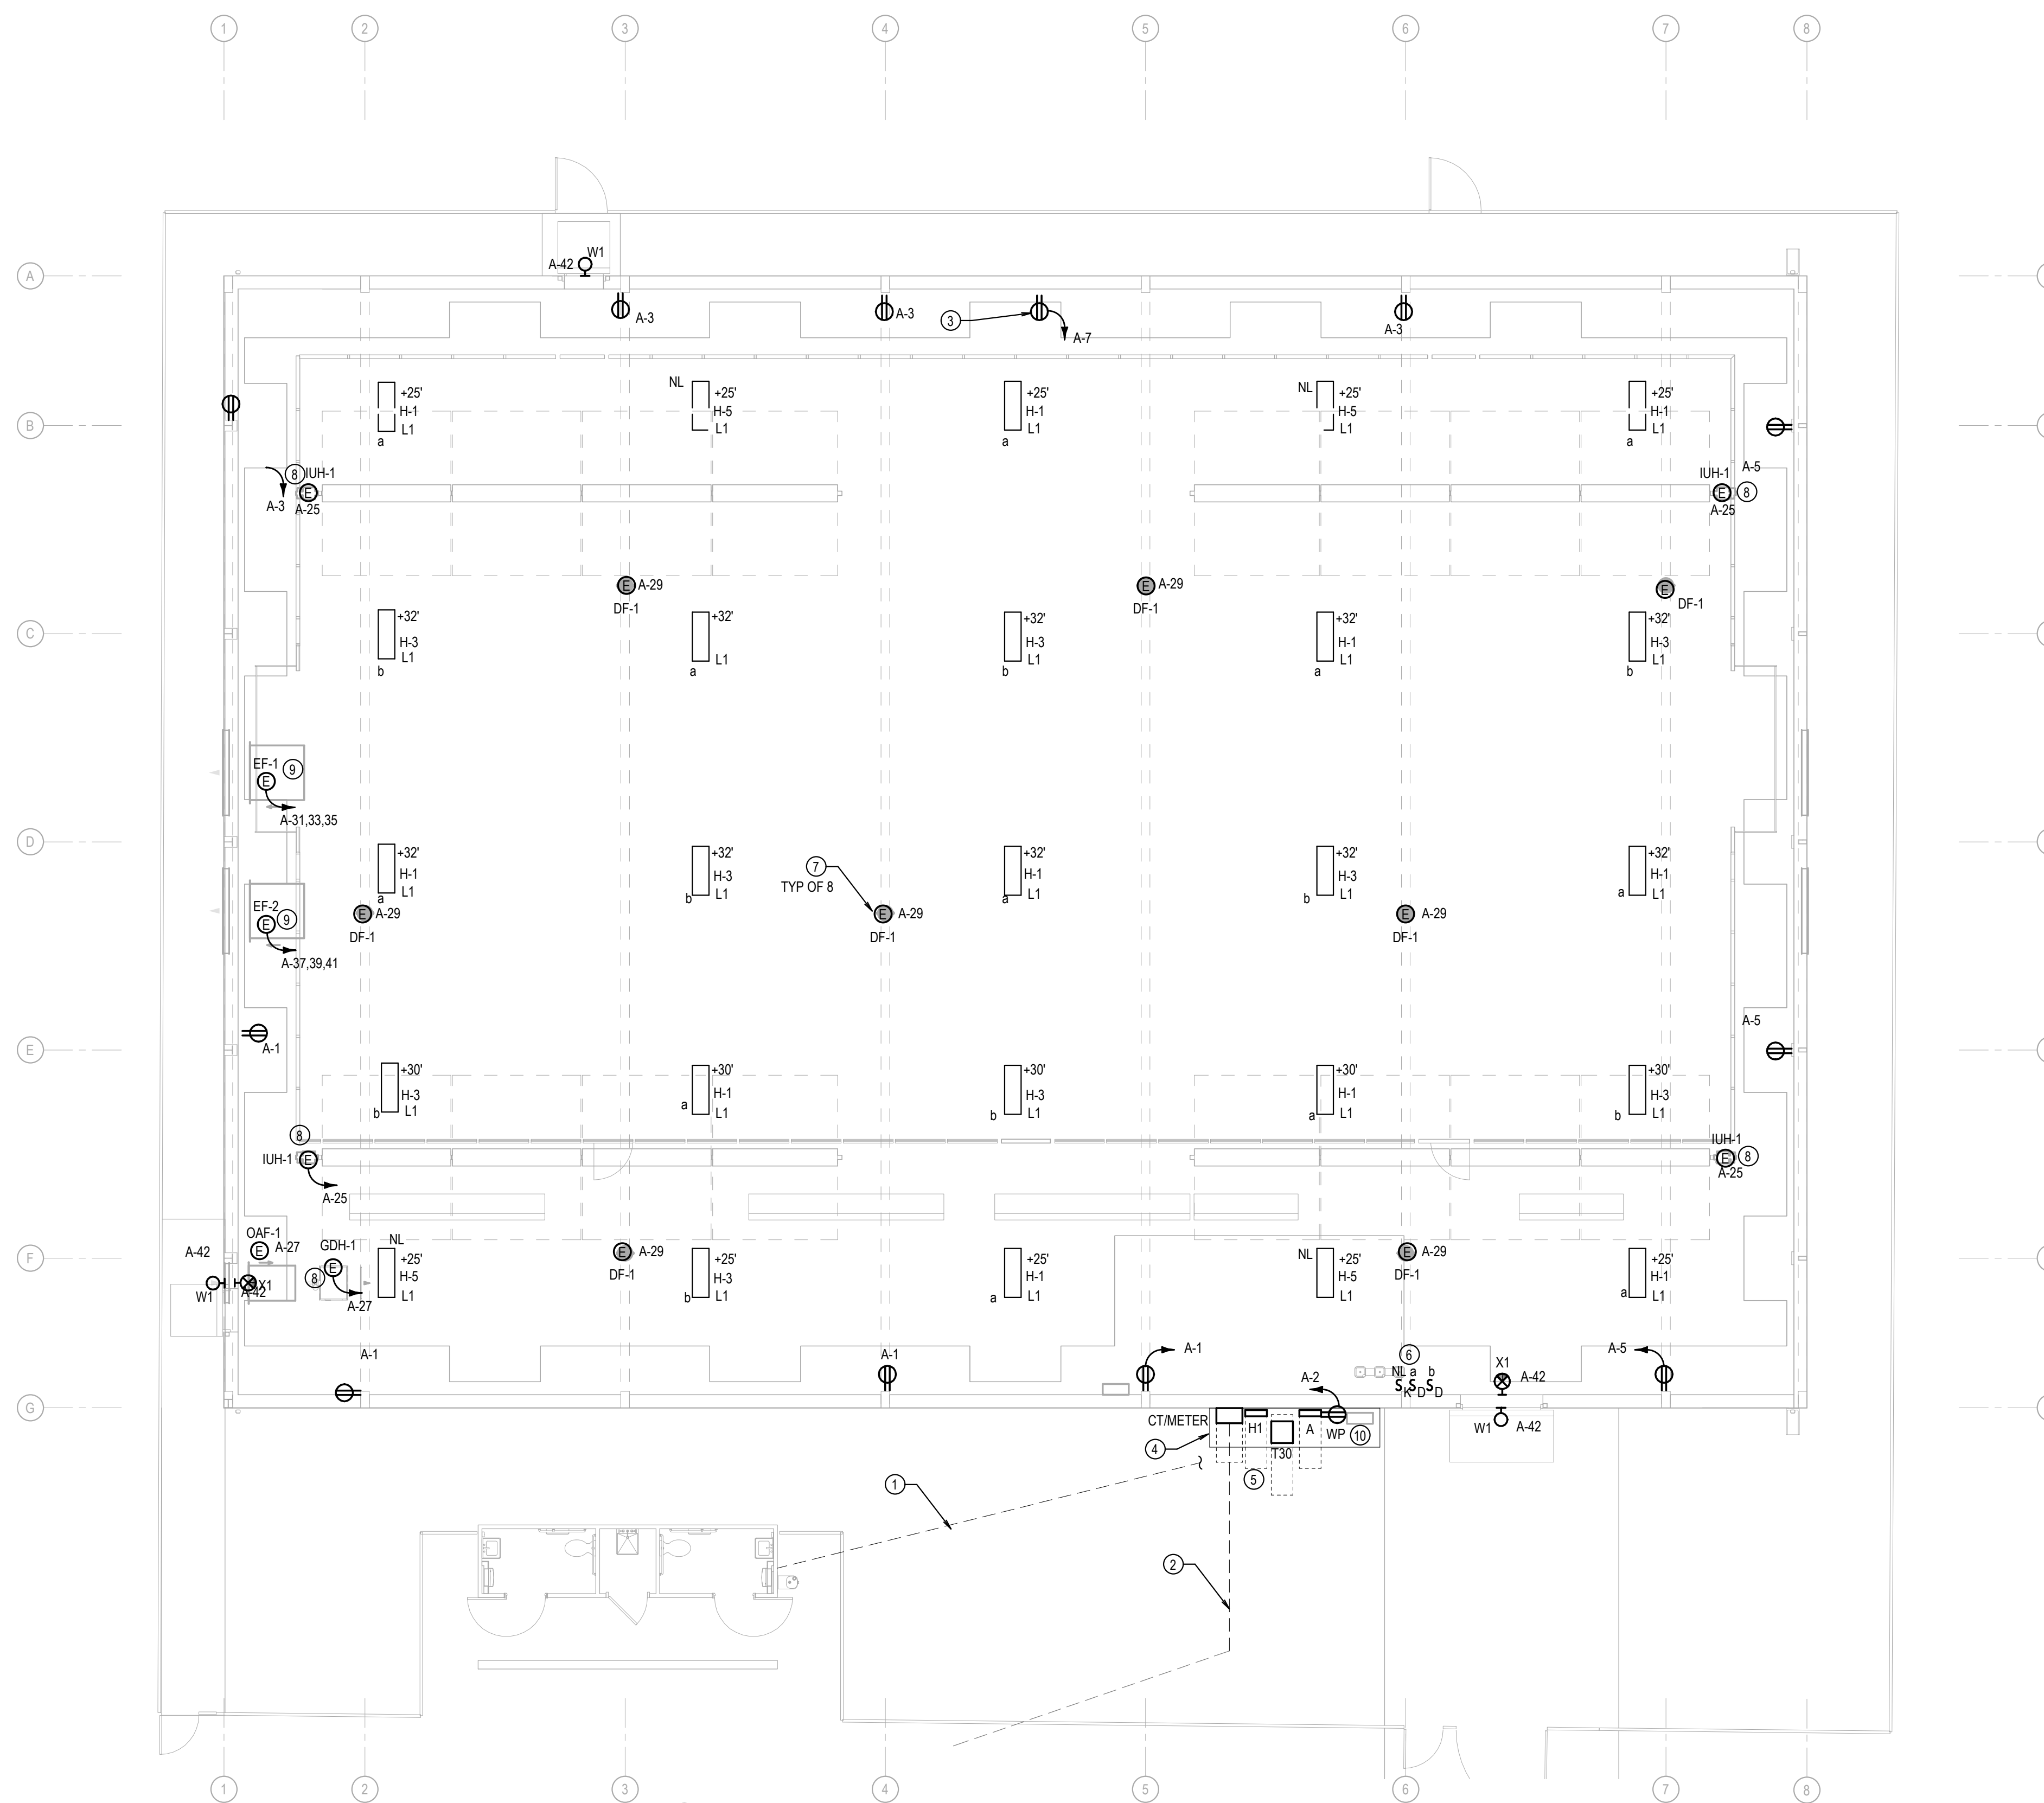 1 2 3 4 5 6 7 8
W1
A-42
A
A-3
A-3
3
A-3
A-7
NL +25' +25' +25' NL +25' +25'
H-1 H-5 H-1 H-5 H-1
B
L1 L1 L1 L1 L1
a a a
8 IUH-1
IUH-1 A-5
E
E 8
A-3 A-25
A-25
E A-29
E A-29
E
DF-1
DF-1
DF-1
+32' +32' +32' +32' +32'
C
H-3 H-3 H-1 H-3
L1 L1 L1 L1 L1
b a b a b
EF-1 9
E
A-31,33,35
D
+32' +32' +32' +32' +32'
7
H-1 H-3 H-1 H-3 H-1
TYP OF 8
L1 L1 L1 L1 L1
a b a b a
EF-2 9
E
E A-29
E A-29
E A-29
DF-1
DF-1
DF-1
A-37,39,41
A-5
E
A-1
+30' +30' +30' +30' +30'
H-3 H-1 H-3 H-1 H-3
L1 L1 L1 L1 L1
b a b a b
8
IUH-1
IUH-1 E
E 8
A-25
A-25
OAF-1
E A-27
GDH-1
E
8
A-27
NL
A-42
E A-29
NL
E A-29
DF-1
DF-1
F
+25' +25' +25' +25' +25'
H-5 H-3 H-1 H-5 H-1
L1 L1 L1 L1 L1
b a a
W1
A-42
X1
A-1
A-1
A-1
6
A-5
NL a b
SK SD SD
X1
A-42
A-2
G
CT/METER
H1
A
WP
10
W1 A-42
4
T30
5
1
2
1 2 3 4 5 6 7 8